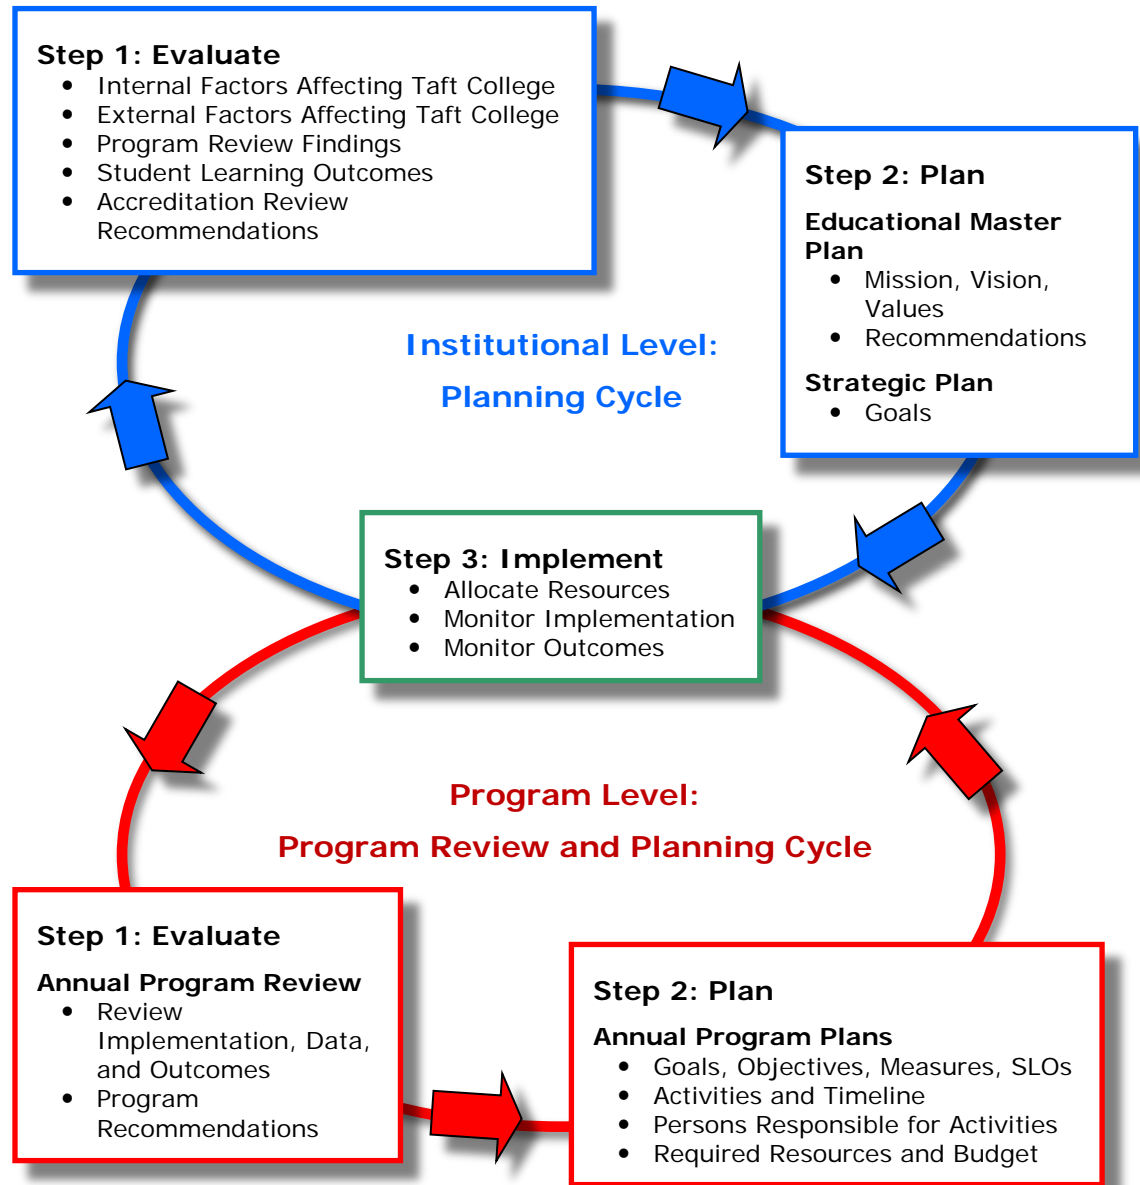 Step 1: Evaluate
• Internal Factors Affecting Taft College
• External Factors Affecting Taft College
• Program Review Findings
• Student Learning Outcomes
• Accreditation Review
Recommendations
Step 2: Plan
Educational Master
Plan
• Mission, Vision,
Values
• Recommendations
Strategic Plan
• Goals
Institutional Level:
Planning Cycle
Step 3: Implement
• Allocate Resources
• Monitor Implementation
• Monitor Outcomes
Program Level:
Program Review and Planning Cycle
Step 1: Evaluate
Annual Program Review
• Review
Implementation, Data,
and Outcomes
• Program
Recommendations
Step 2: Plan
Annual Program Plans
• Goals, Objectives, Measures, SLOs
• Activities and Timeline
• Persons Responsible for Activities
• Required Resources and Budget